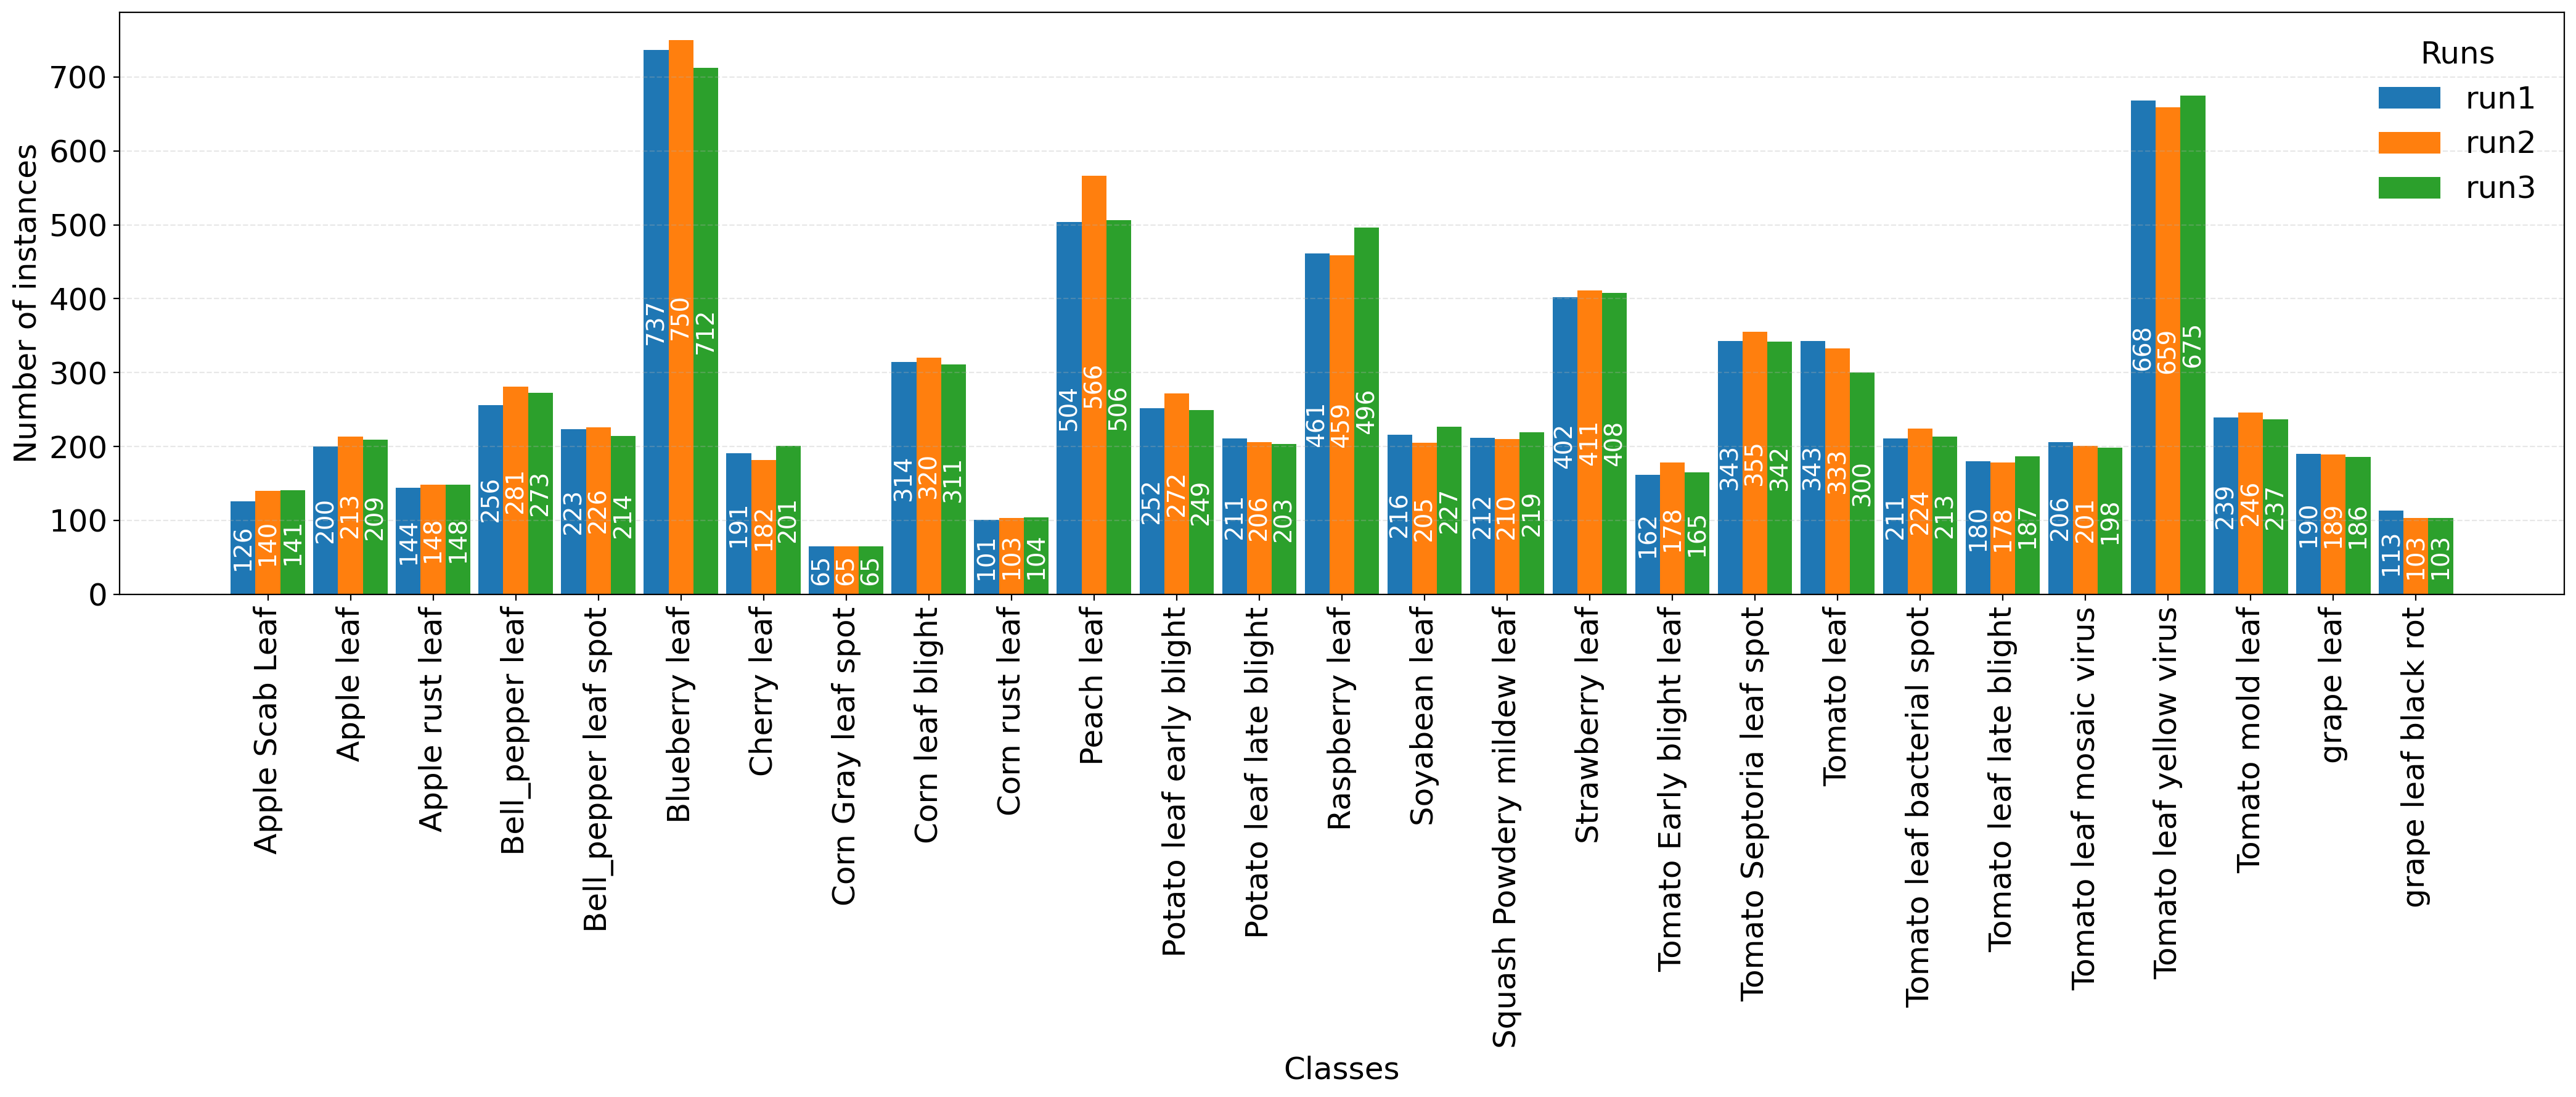 Number of instances
700
600
500
400
300
200
100
0
Runs
run1
run2
run3
126 140 141
200 213 209
144 148 148
256 281 273
223 226 214
737 750 712
191 182 201
65 65 65
314 320 311
101 103 104
504 566 506
252 272 249
211 206 203
461 459 496
216 205 227
212 210 219
402 411 408
162 178 165
343 355 342
343 333 300
211 224 213
180 178 187
206 201 198
668 659 675
239 246 237
190 189 186
113 103 103
Apple Scab Leaf
Apple leaf
Apple rust leaf
Bell_pepper leaf
Bell_pepper leaf spot
Blueberry leaf
Cherry leaf
Corn Gray leaf spot
Corn leaf blight
Corn rust leaf
Peach leaf
Potato leaf early blight
Potato leaf late blight
Raspberry leaf
Soyabean leaf
Squash Powdery mildew leaf
Strawberry leaf
Tomato Early blight leaf
Tomato Septoria leaf spot
Tomato leaf
Tomato leaf bacterial spot
Tomato leaf late blight
Tomato leaf mosaic virus
Tomato leaf yellow virus
Tomato mold leaf
grape leaf
grape leaf black rot
Classes